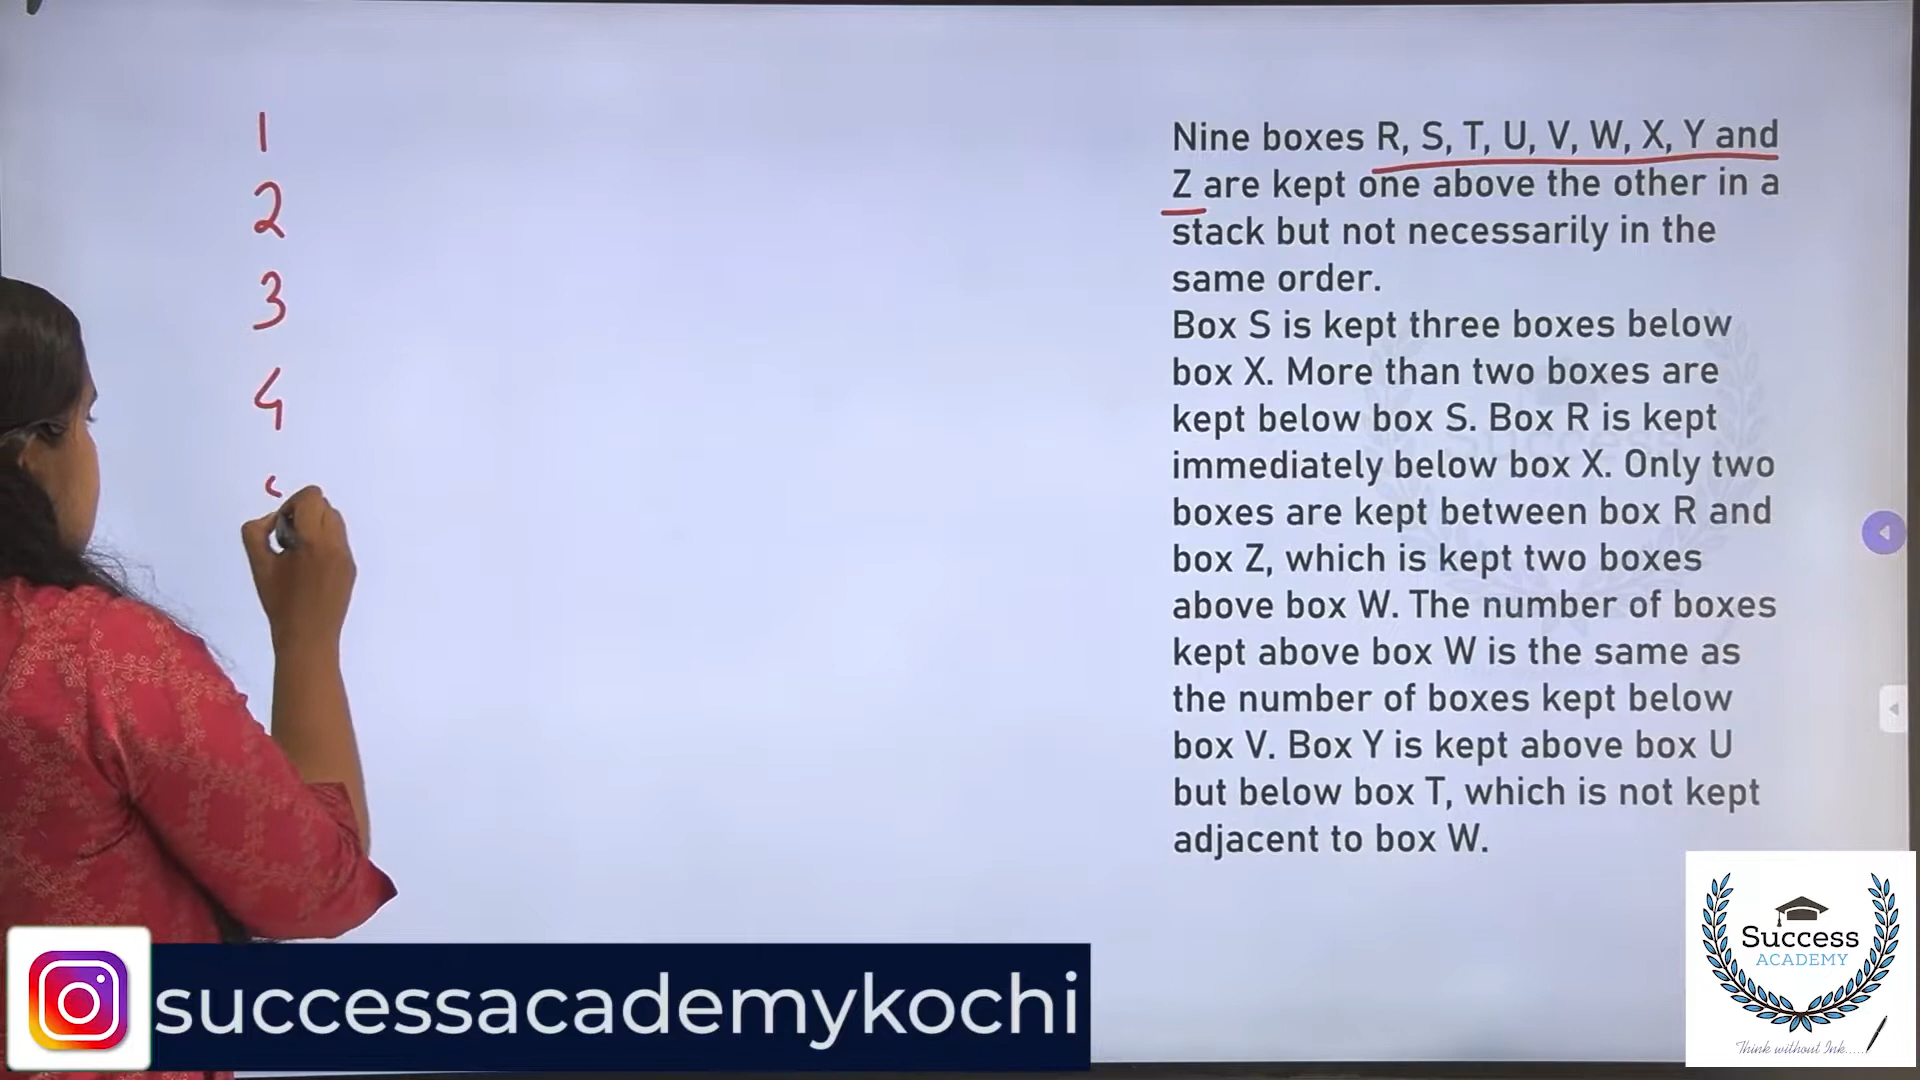 1
2
3
4
Nine boxes R, S, T, U, V, W, X, Y and
Z are kept one above the other in a
stack but not necessarily in the
same order.
Box S is kept three boxes below
box X. More than two boxes are
kept below box S. Box R is kept
immediately below box X. Only two
boxes are kept between box R and
box Z, which is kept two boxes
above box W. The number of boxes
kept above box W is the same as
the number of boxes kept below
box V. Box Y is kept above box U
but below box T, which is not kept
adjacent to box W.
Success
ACADEMY
Think without Ink.....
successacademykochi